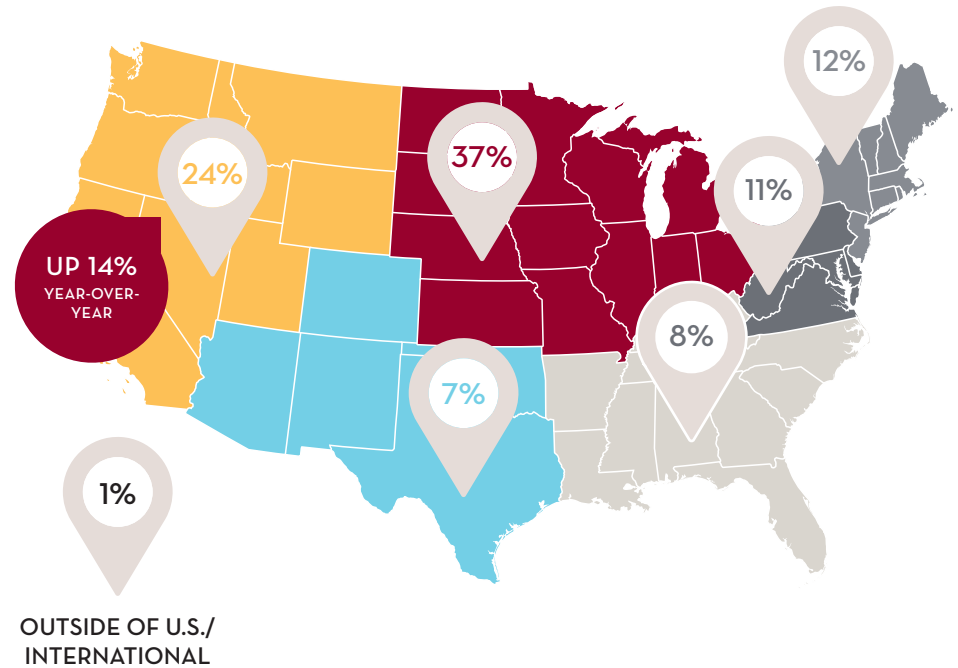 12%
37%
24%
11%
UP 14%
YEAR-OVER-
YEAR
8%
7%
1%
OUTSIDE OF U.S./
INTERNATIONAL